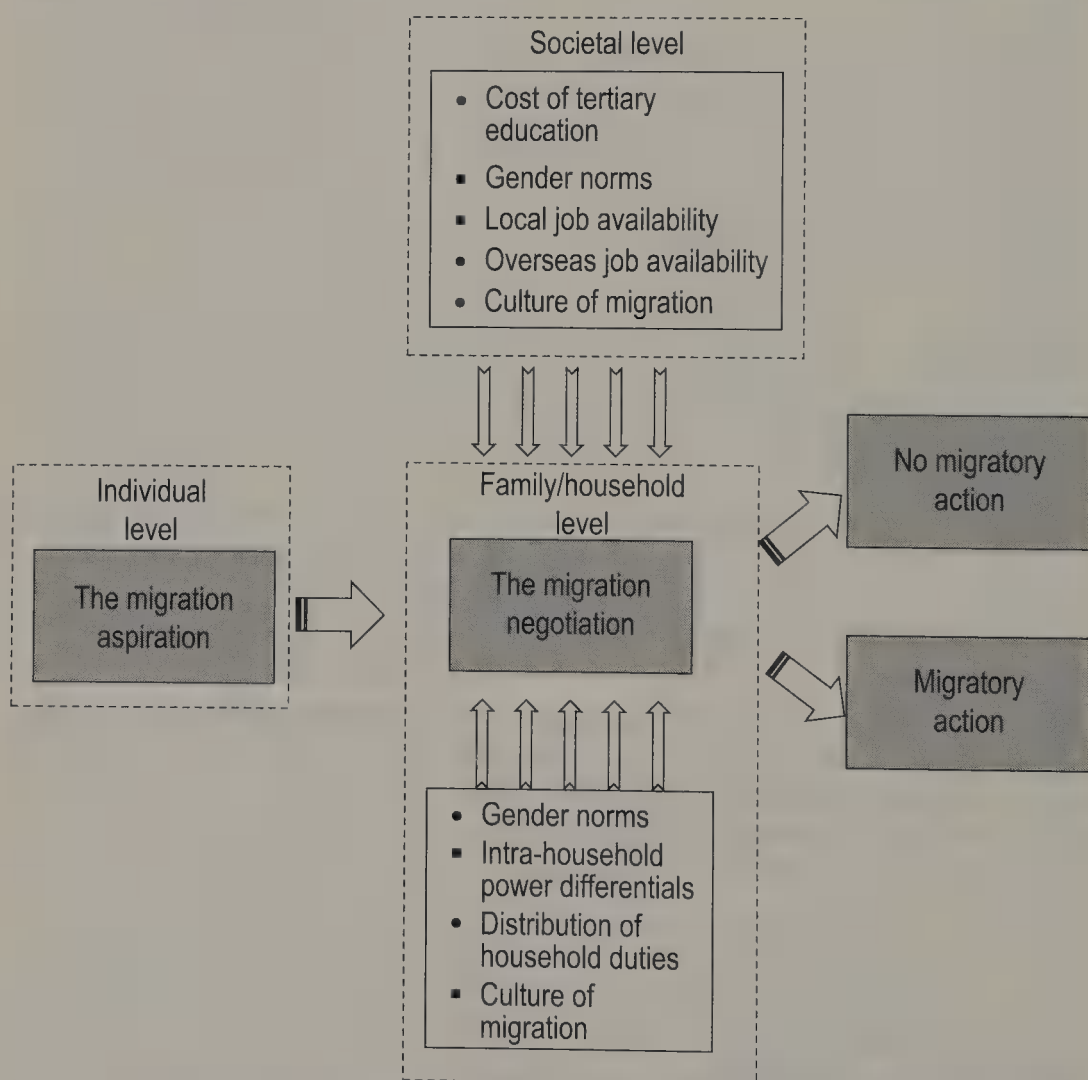 Societal level
• Cost of tertiary
education
▪ Gender norms
▪ Local job availability
• Overseas job availability
• Culture of migration
Individual
level
The migration
aspiration
Family/household
level
The migration
negotiation
No migratory
action
Migratory
action
• Gender norms
▪ Intra-household
power differentials
• Distribution of
household duties
▪ Culture of
migration